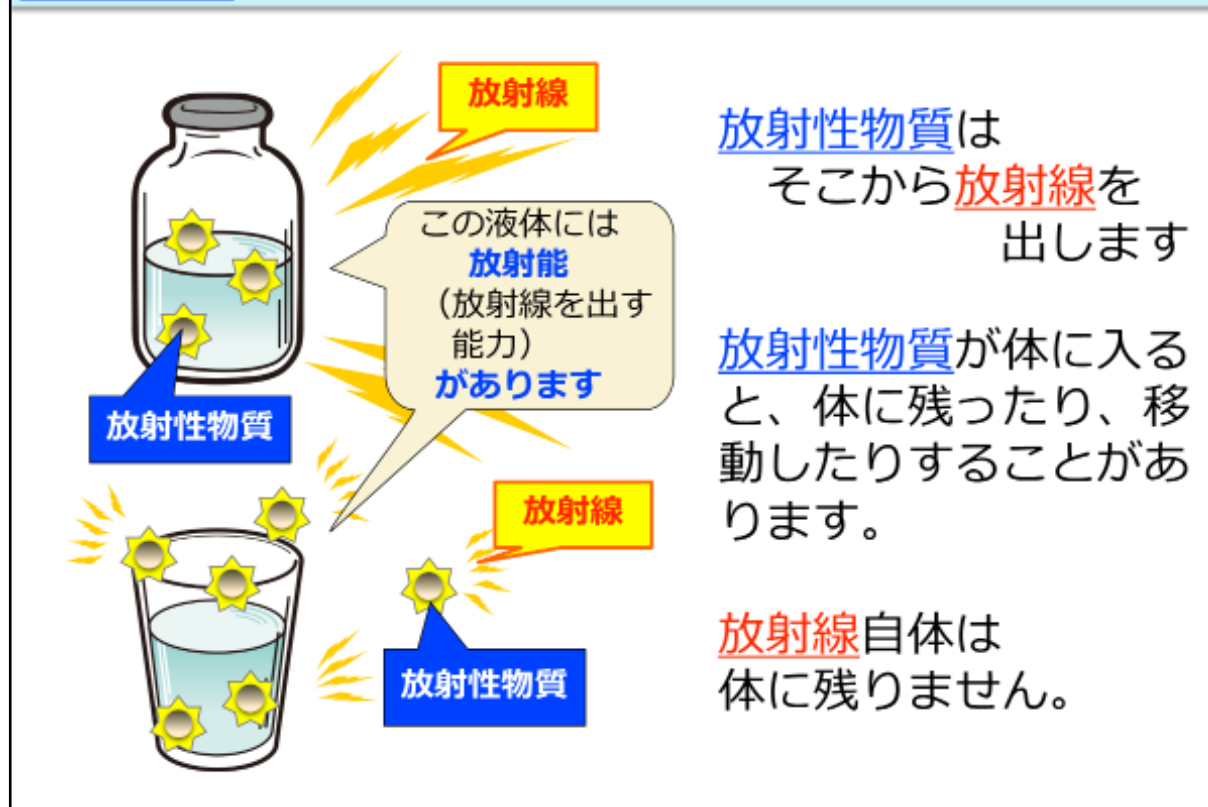 放射線
この液体には
放射能
（放射線を出す
能力）
があります
放射性物質
放射線
放射性物質
放射性物質は
そこから放射線を
出します
放射性物質が体に入る
と、体に残ったり、移
動したりすることがあ
ります。
放射線自体は
体に残りません。